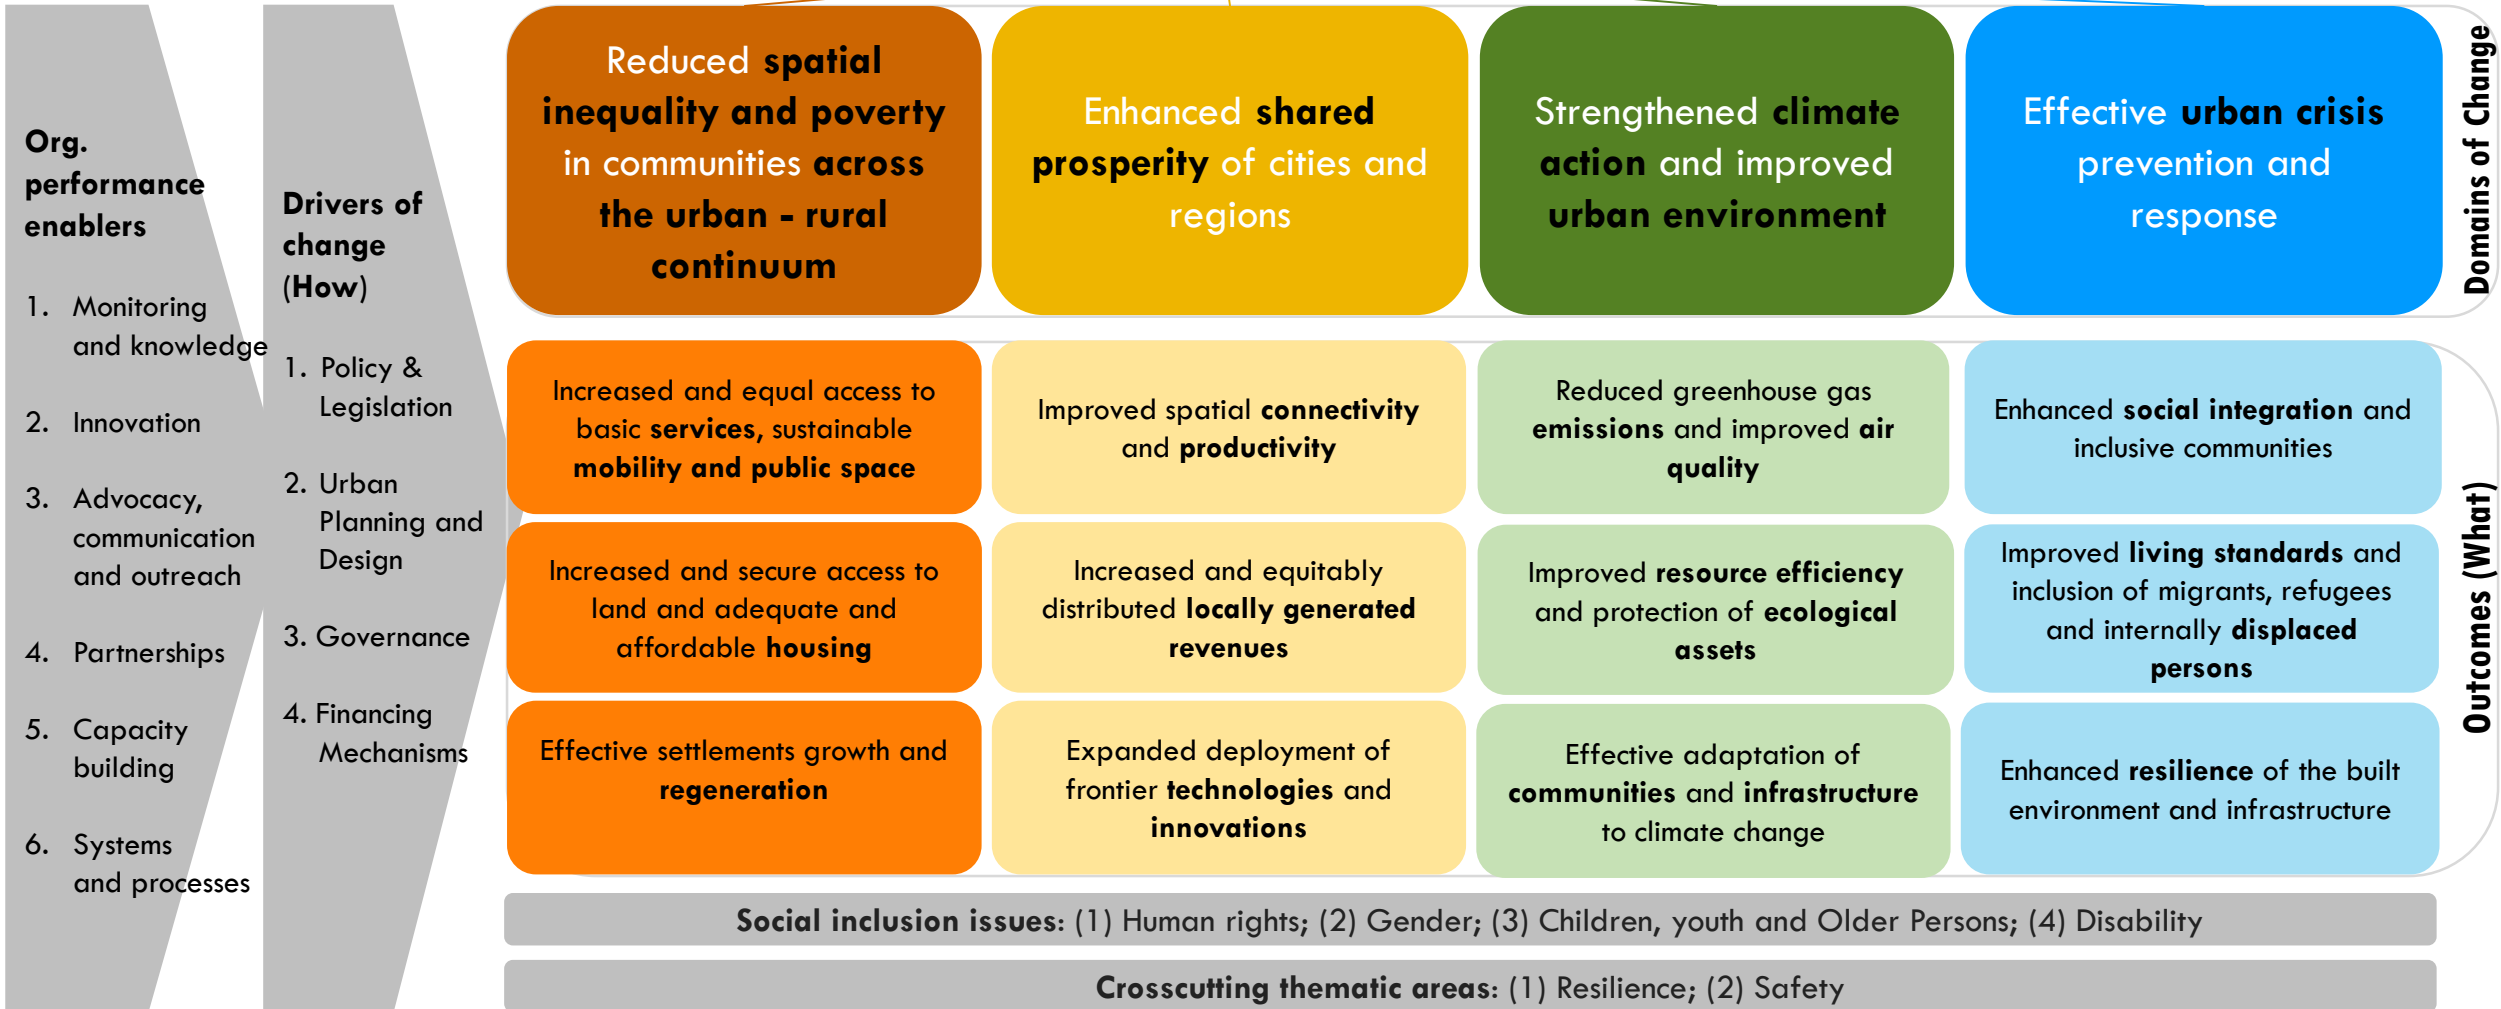 Org.
performance
enablers
1. Monitoring
and knowledge
2. Innovation
3. Advocacy,
communication
and outreach
4. Partnerships
5. Capacity
building
6. Systems
and processes
Drivers of
change
(How)
1. Policy &
Legislation
2. Urban
Planning and
Design
3. Governance
4. Financing
Mechanisms
Reduced spatial
inequality and poverty
in communities across
the urban - rural
continuum
Enhanced shared
prosperity of cities and
regions
Strengthened climate
action and improved
urban environment
Effective urban crisis
prevention and
response
Domains of Change
Increased and equal access to
basic services, sustainable
mobility and public space
Improved spatial connectivity
and productivity
Reduced greenhouse gas
emissions and improved air
quality
Enhanced social integration and
inclusive communities
Increased and secure access to
land and adequate and
affordable housing
Increased and equitably
distributed locally generated
revenues
Improved resource efficiency
and protection of ecological
assets
Improved living standards and
inclusion of migrants, refugees
and internally displaced
persons
Effective settlements growth and
regeneration
Expanded deployment of
frontier technologies and
innovations
Effective adaptation of
communities and infrastructure
to climate change
Enhanced resilience of the built
environment and infrastructure
Outcomes (What)
Social inclusion issues: (1) Human rights; (2) Gender; (3) Children, youth and Older Persons; (4) Disability
Crosscutting thematic areas: (1) Resilience; (2) Safety